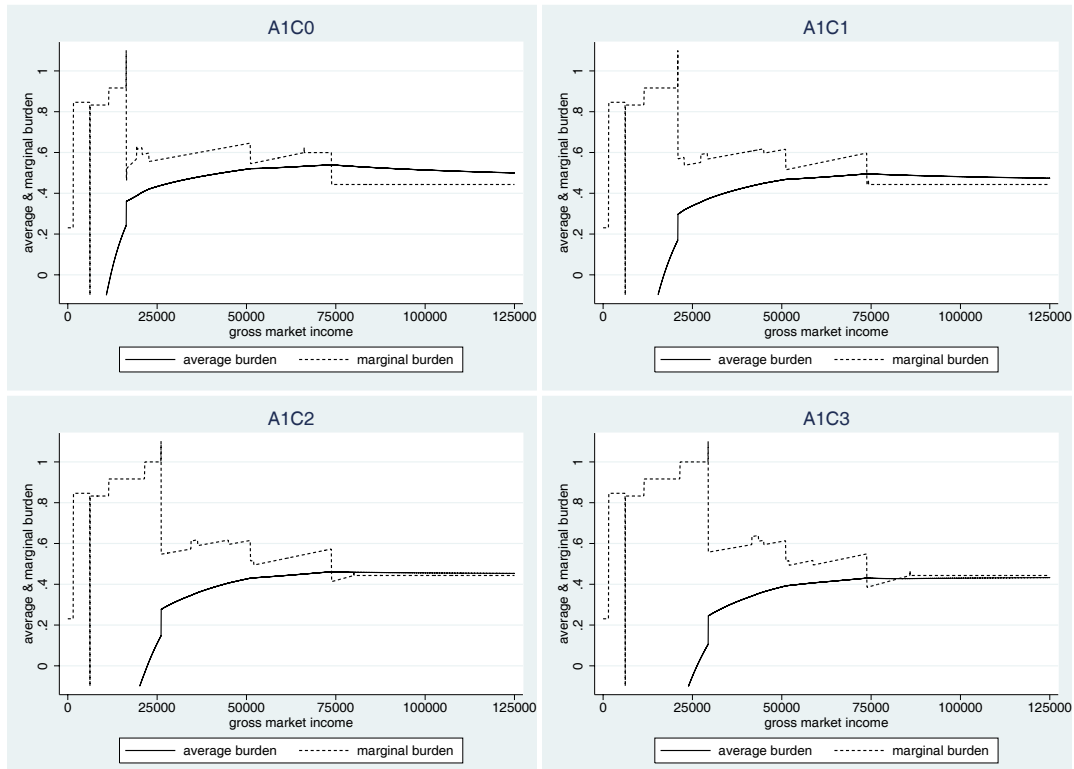 A1C0
average & marginal burden
0 .2 .4 .6 .8 1
0 25000 50000 75000 100000 125000
gross market income
average burden marginal burden
A1C1
average & marginal burden
0 .2 .4 .6 .8 1
0 25000 50000 75000 100000 125000
gross market income
average burden marginal burden
A1C2
average & marginal burden
0 .2 .4 .6 .8 1
0 25000 50000 75000 100000 125000
gross market income
average burden marginal burden
A1C3
average & marginal burden
0 .2 .4 .6 .8 1
0 25000 50000 75000 100000 125000
gross market income
average burden marginal burden